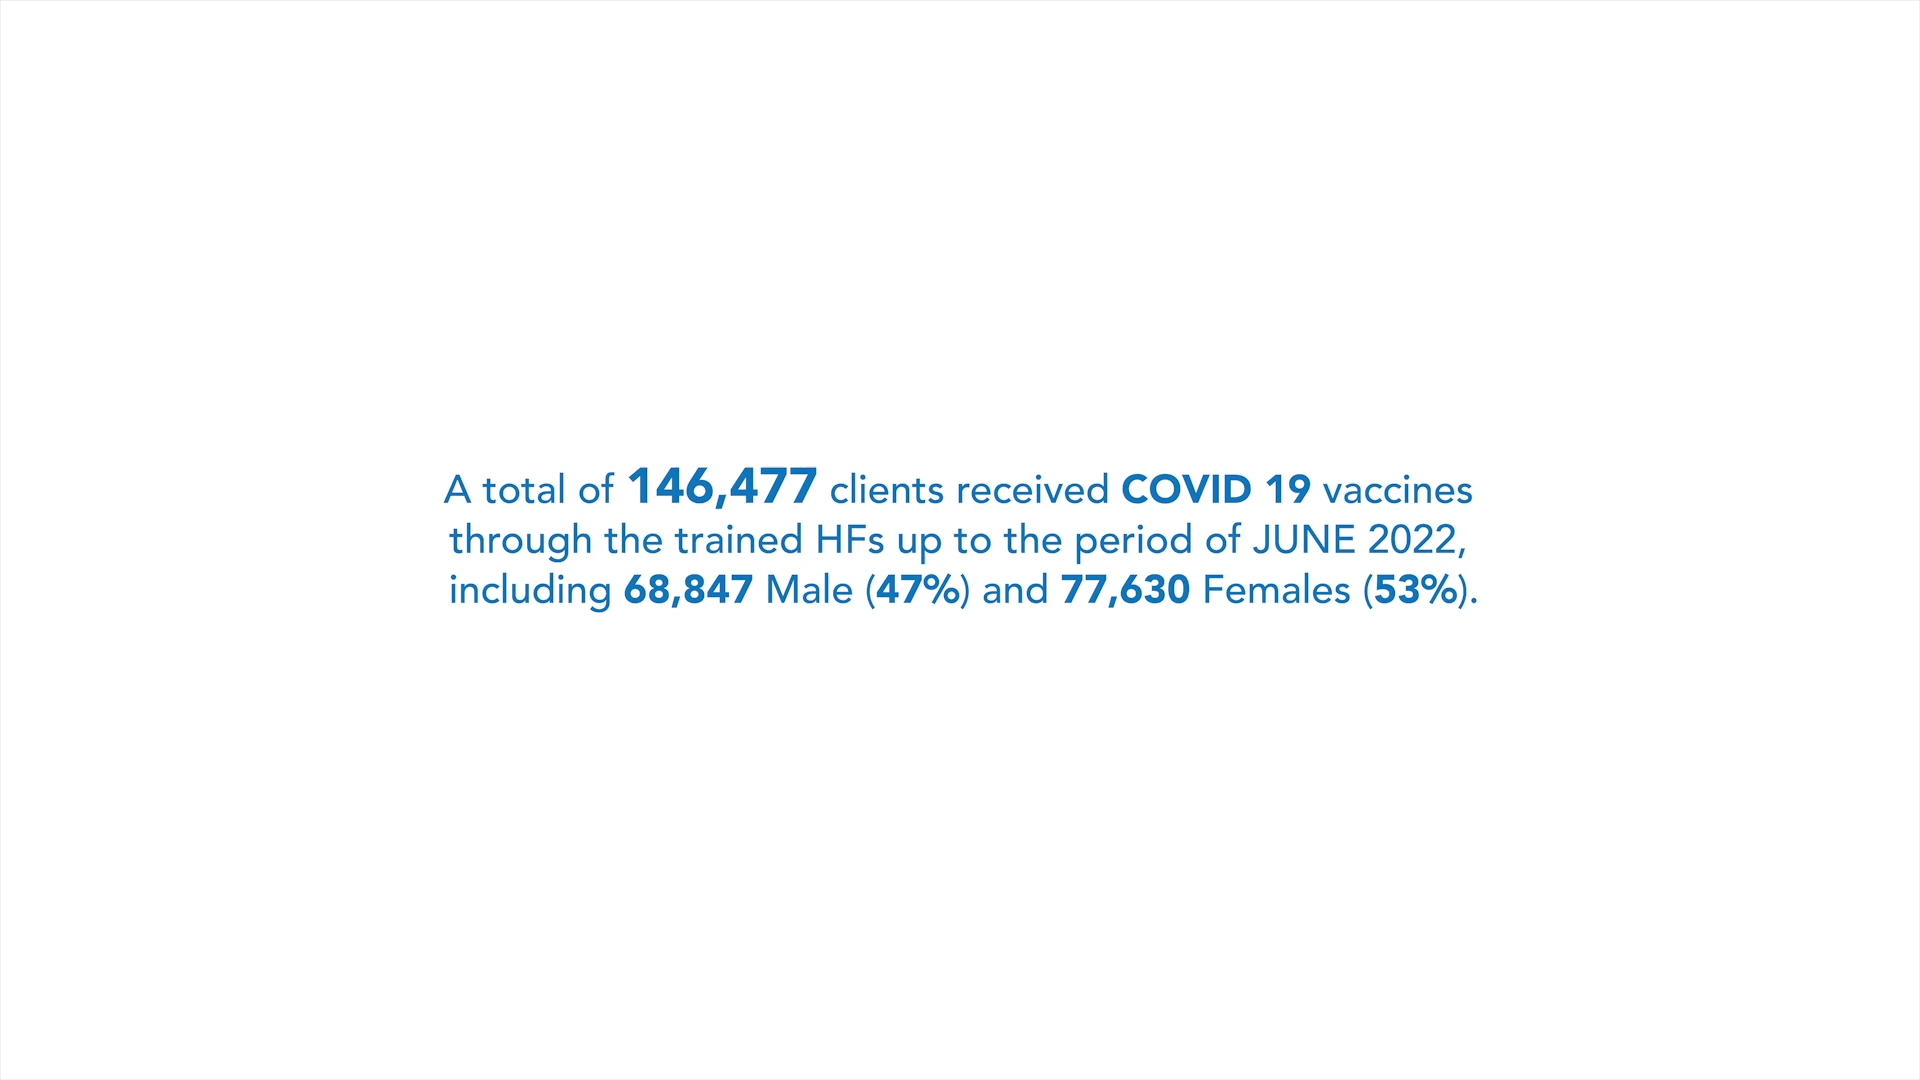 A total of 146,477 clients received COVID 19 vaccines
through the trained HFs up to the period of JUNE 2022,
including 68,847 Male (47%) and 77,630 Females (53%).